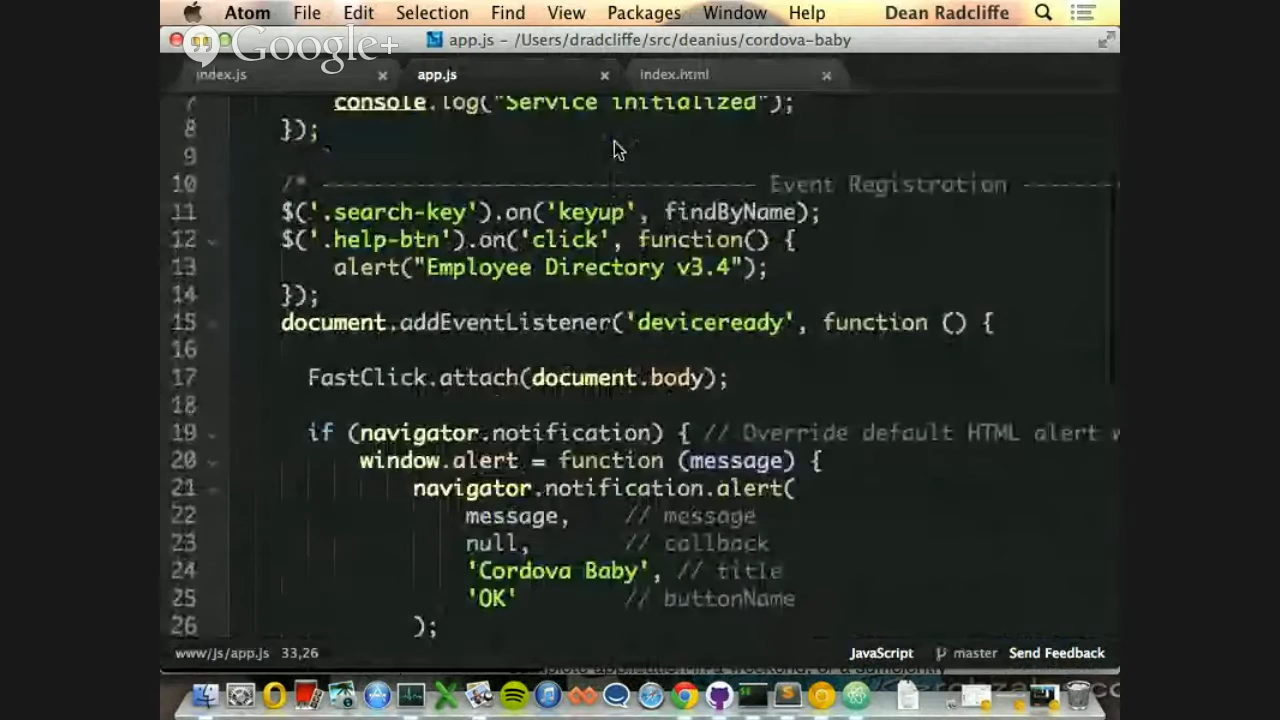 Atom File Edit Selection Find View Packages Window Help Dean Radcliffe
Google+
app.js - /Users/dradcliffe/src/deanius/cordova-baby
index.js app.js index.html
7 console.log("Service initialized");
8 });
9
10 /* --- Event Registration ---
11 $('.search-key').on('keyup', findByName);
12 $('.help-btn').on('click', function() {
13 alert("Employee Directory v3.4");
14 });
15 document.addEventListener('deviceready', function () {
16
17 FastClick.attach(document.body);
18
19 if (navigator.notification) { // Override default HTML alert
20 window.alert = function (message) {
21 navigator.notification.alert(
22 message, // message
23 null, // callback
24 'Cordova Baby', // title
25 'OK' // buttonName
26 );
www/js/app.js 33,26 JavaScript master Send Feedback